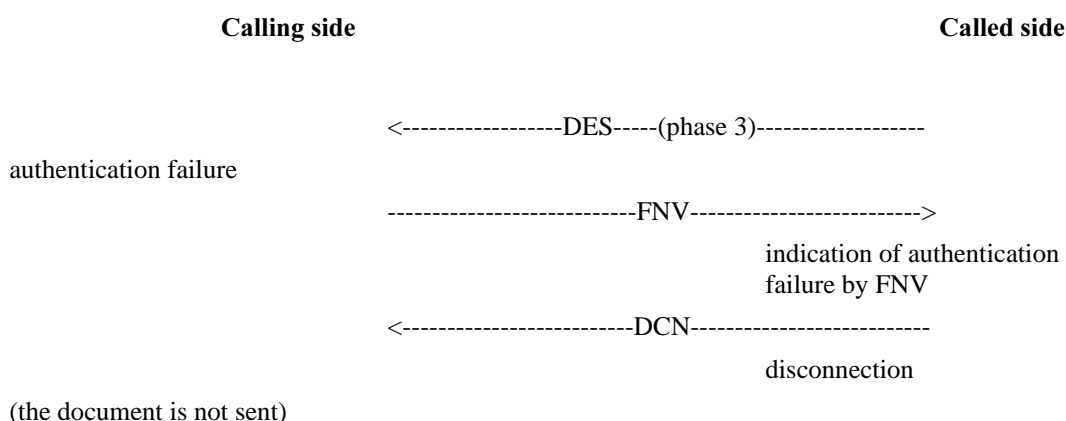 Calling side Called side
<------------------DES-----(phase 3)-------------------
authentication failure
----------------------------FNV-------------------------->
indication of authentication
failure by FNV
<--------------------------DCN---------------------------
disconnection
(the document is not sent)